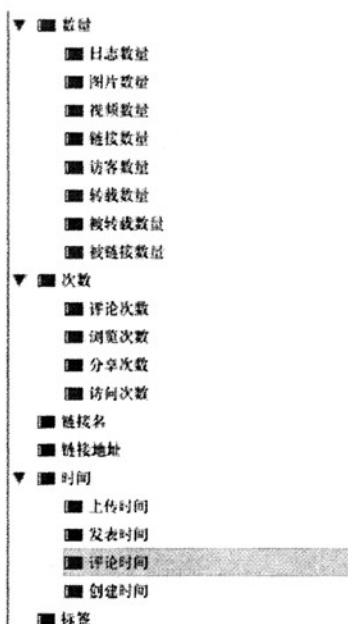 数量
日志数量
图片数量
视频数量
链接数量
访客数量
转载数量
被转载数量
被链接数量
次数
评论次数
浏览次数
分享次数
访问次数
链接名
链接地址
时间
上传时间
发表时间
评论时间
创建时间
标签